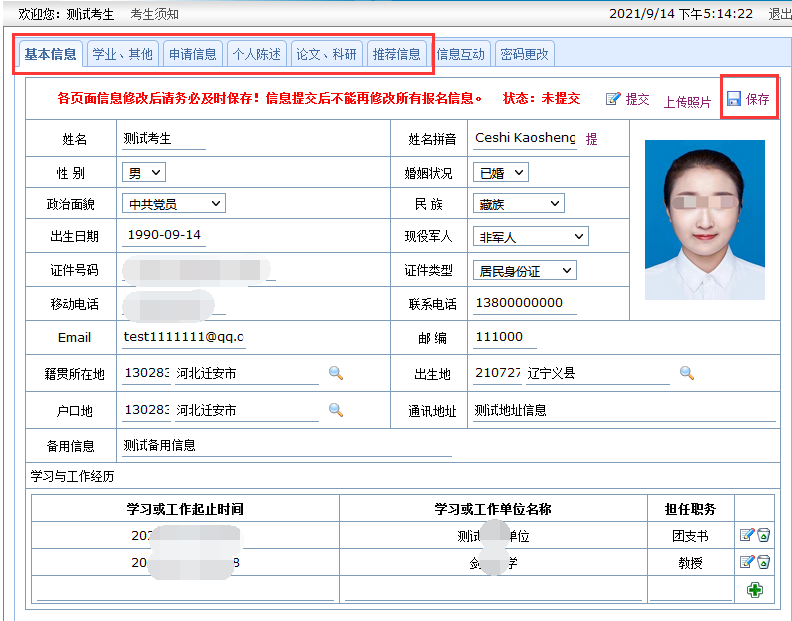 欢迎您：测试考生 考生须知 2021/9/14 下午5:14:22 退出
基本信息 学业、其他 申请信息 个人陈述 论文、科研 推荐信息 信息互动 密码更改
各页面信息修改后请务必及时保存！信息提交后不能再修改所有报名信息。 状态：未提交 提交 上传照片 保存
姓名 测试考生 姓名拼音 Ceshi Kaosheng 提
性 别 男 婚姻状况 已婚
政治面貌 中共党员 民 族 藏族
出生日期 1990-09-14 现役军人 非军人
证件号码 证件类型 居民身份证
移动电话 联系电话 13800000000
Email test1111111@qq.c 邮 编 111000
籍贯所在地 130283 河北迁安市 出生地 210727 辽宁义县
户口地 130283 河北迁安市 通讯地址 测试地址信息
备用信息 测试备用信息
学习与工作经历
学习或工作起止时间 学习或工作单位名称 担任职务
202 测试 单位 团支书
20 8 剑 学 教授